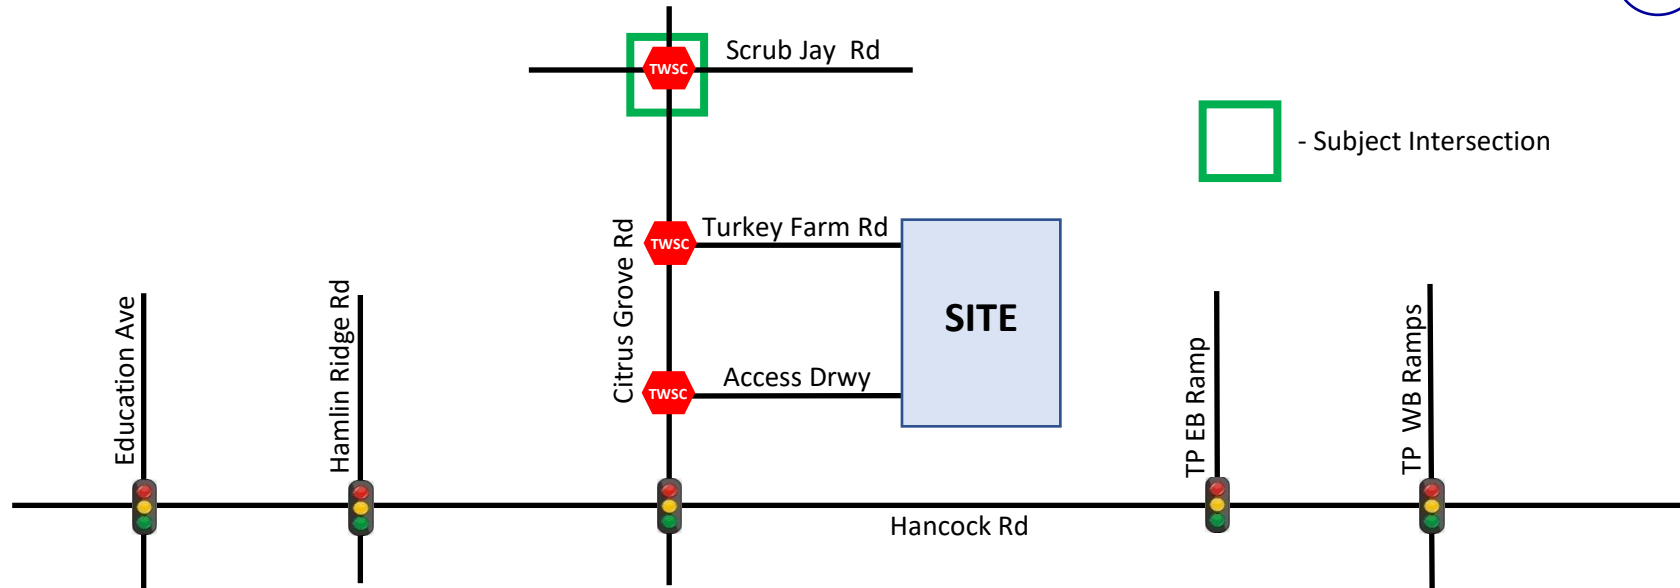 TWSC
Scrub Jay Rd
- Subject Intersection
TWSC
Turkey Farm Rd
Citrus Grove Rd
SITE
TWSC
Access Drwy
Education Ave
Hamlin Ridge Rd
TP EB Ramp
TP WB Ramps
Hancock Rd